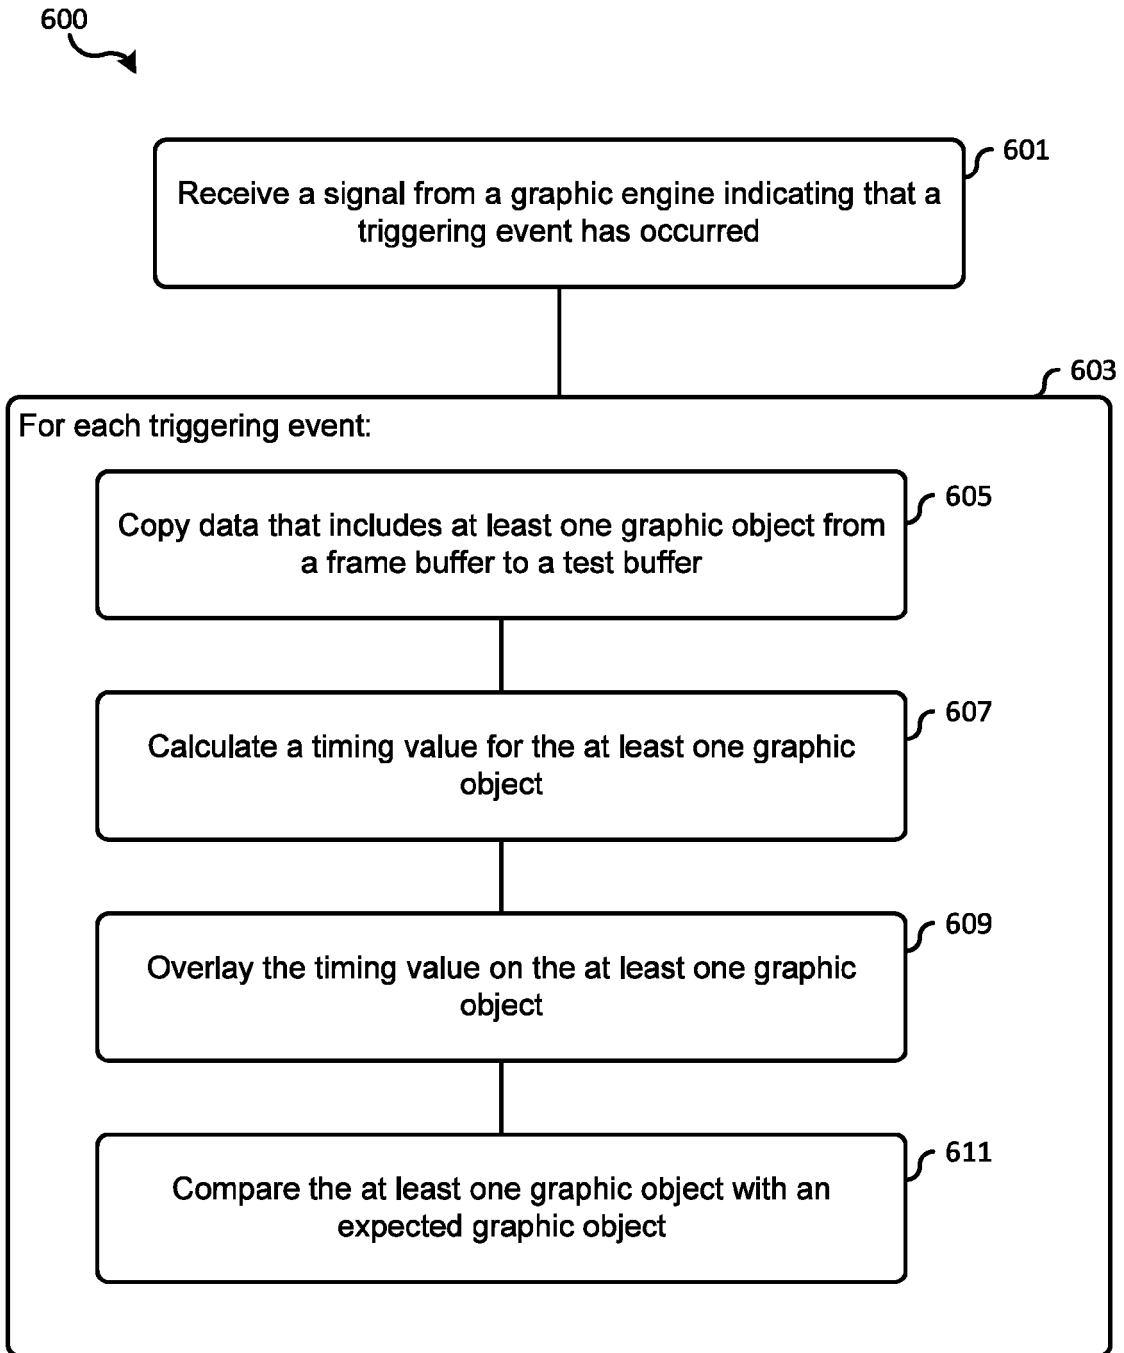 600
601
Receive a signal from a graphic engine indicating that a
triggering event has occurred
603
For each triggering event:
605
Copy data that includes at least one graphic object from
a frame buffer to a test buffer
607
Calculate a timing value for the at least one graphic
object
609
Overlay the timing value on the at least one graphic
object
611
Compare the at least one graphic object with an
expected graphic object